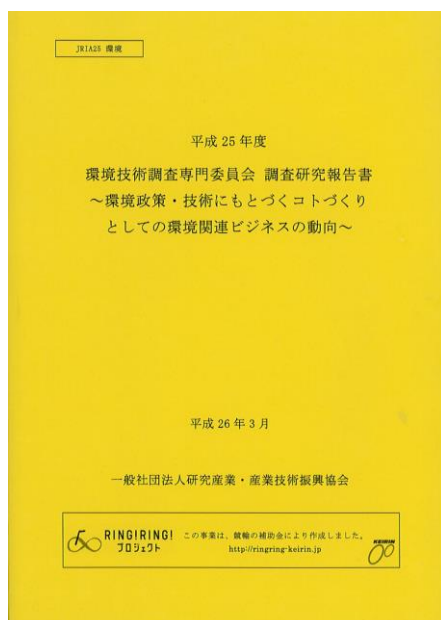 JRIA25 環境
平成 25 年度
環境技術調査専門委員会 調査研究報告書
～環境政策・技術にもとづくコトづくり
としての環境関連ビジネスの動向～
平成 26 年 3 月
一般社団法人研究産業・産業技術振興協会
RING!RING!
プロジェクト
この事業は、競輪の補助金により作成しました。
http://ringring-keirin.jp
KEIRIN